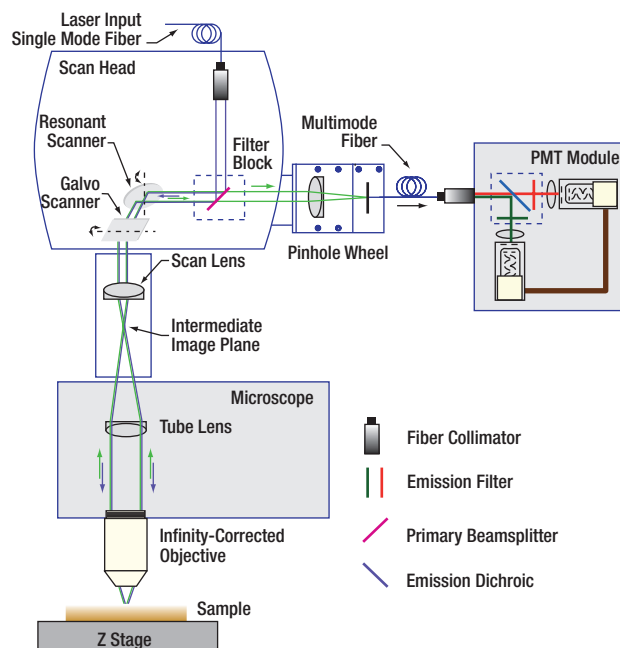 Laser Input
Single Mode Fiber
Scan Head
Resonant
Scanner
Galvo
Scanner
Filter
Block
Multimode
Fiber
PMT Module
Pinhole Wheel
Scan Lens
Intermediate
Image Plane
Microscope
Tube Lens
Infinity-Corrected
Objective
Sample
Z Stage
Fiber Collimator
Emission Filter
Primary Beamsplitter
Emission Dichroic